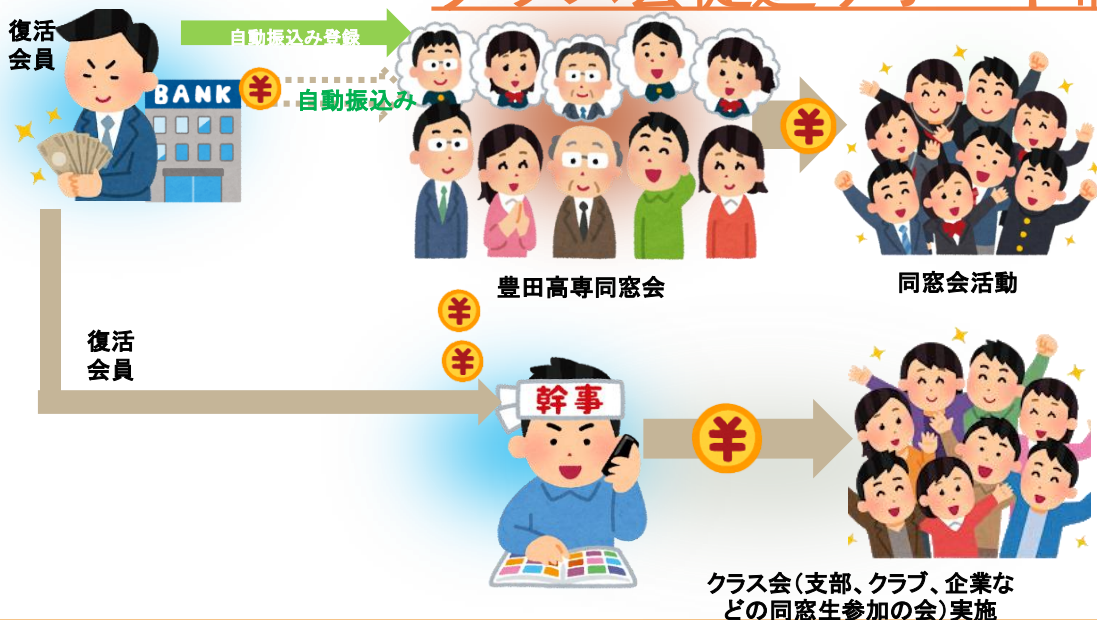 復活
会員
自動振込み登録
BANK
¥
自動振込み
¥
豊田高専同窓会
同窓会活動
¥
復活
会員
¥
幹事
¥
クラス会(支部、クラブ、企業な
どの同窓生参加の会)実施